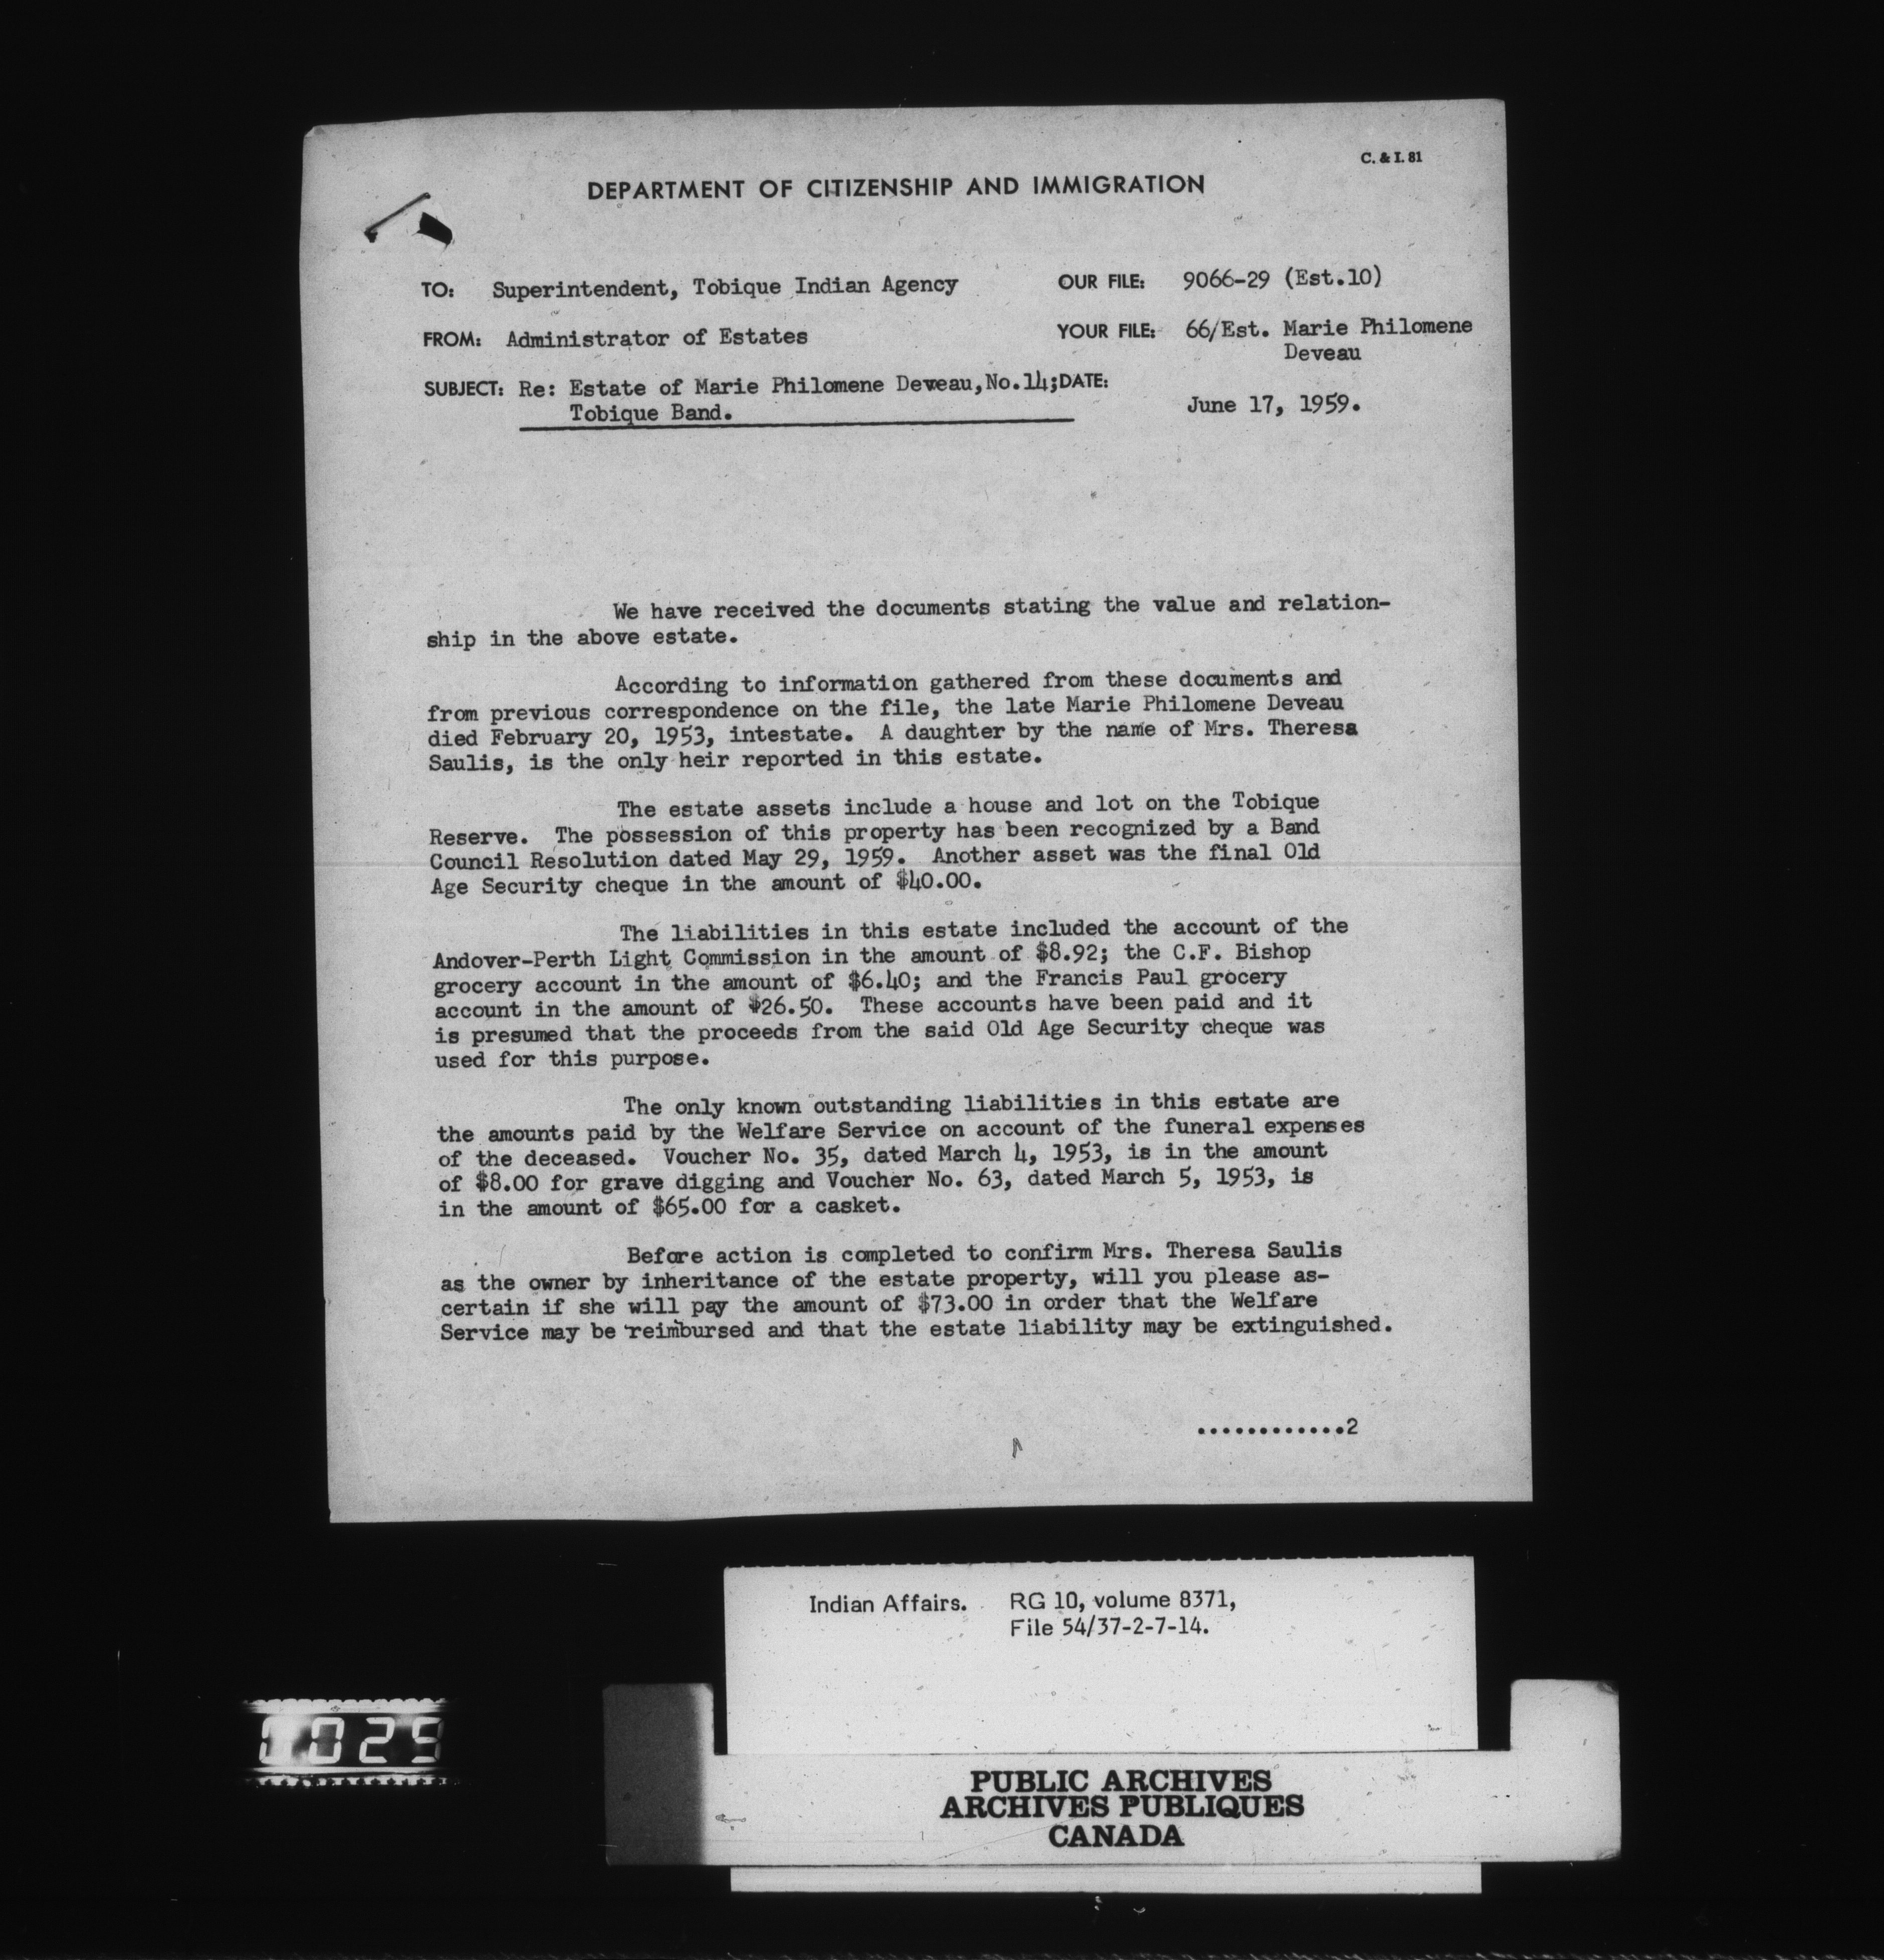 C. & I. 81
DEPARTMENT OF CITIZENSHIP AND IMMIGRATION
TO: Superintendent, Tobique Indian Agency OUR FILE: 9066-29 (Est.10)
FROM: Administrator of Estates YOUR FILE: 66/Est. Marie Philomene
Deveau
SUBJECT: Re: Estate of Marie Philomene Deveau, No.14; DATE:
Tobique Band. June 17, 1959.
We have received the documents stating the value and relation-
ship in the above estate.
According to information gathered from these documents and
from previous correspondence on the file, the late Marie Philomene Deveau
died February 20, 1953, intestate. A daughter by the name of Mrs. Theresa
Saulis, is the only heir reported in this estate.
The estate assets include a house and lot on the Tobique
Reserve. The possession of this property has been recognized by a Band
Council Resolution dated May 29, 1959. Another asset was the final Old
Age Security cheque in the amount of $40.00.
The liabilities in this estate included the account of the
Andover-Perth Light Commission in the amount of $8.92; the C.F. Bishop
grocery account in the amount of $6.40; and the Francis Paul grocery
account in the amount of $26.50. These accounts have been paid and it
is presumed that the proceeds from the said Old Age Security cheque was
used for this purpose.
The only known outstanding liabilities in this estate are
the amounts paid by the Welfare Service on account of the funeral expenses
of the deceased. Voucher No. 35, dated March 4, 1953, is in the amount
of $8.00 for grave digging and Voucher No. 63, dated March 5, 1953, is
in the amount of $65.00 for a casket.
Before action is completed to confirm Mrs. Theresa Saulis
as the owner by inheritance of the estate property, will you please as-
certain if she will pay the amount of $73.00 in order that the Welfare
Service may be reimbursed and that the estate liability may be extinguished.
............2
Indian Affairs. RG 10, volume 8371,
File 54/37-2-7-14.
PUBLIC ARCHIVES
ARCHIVES PUBLIQUES
CANADA